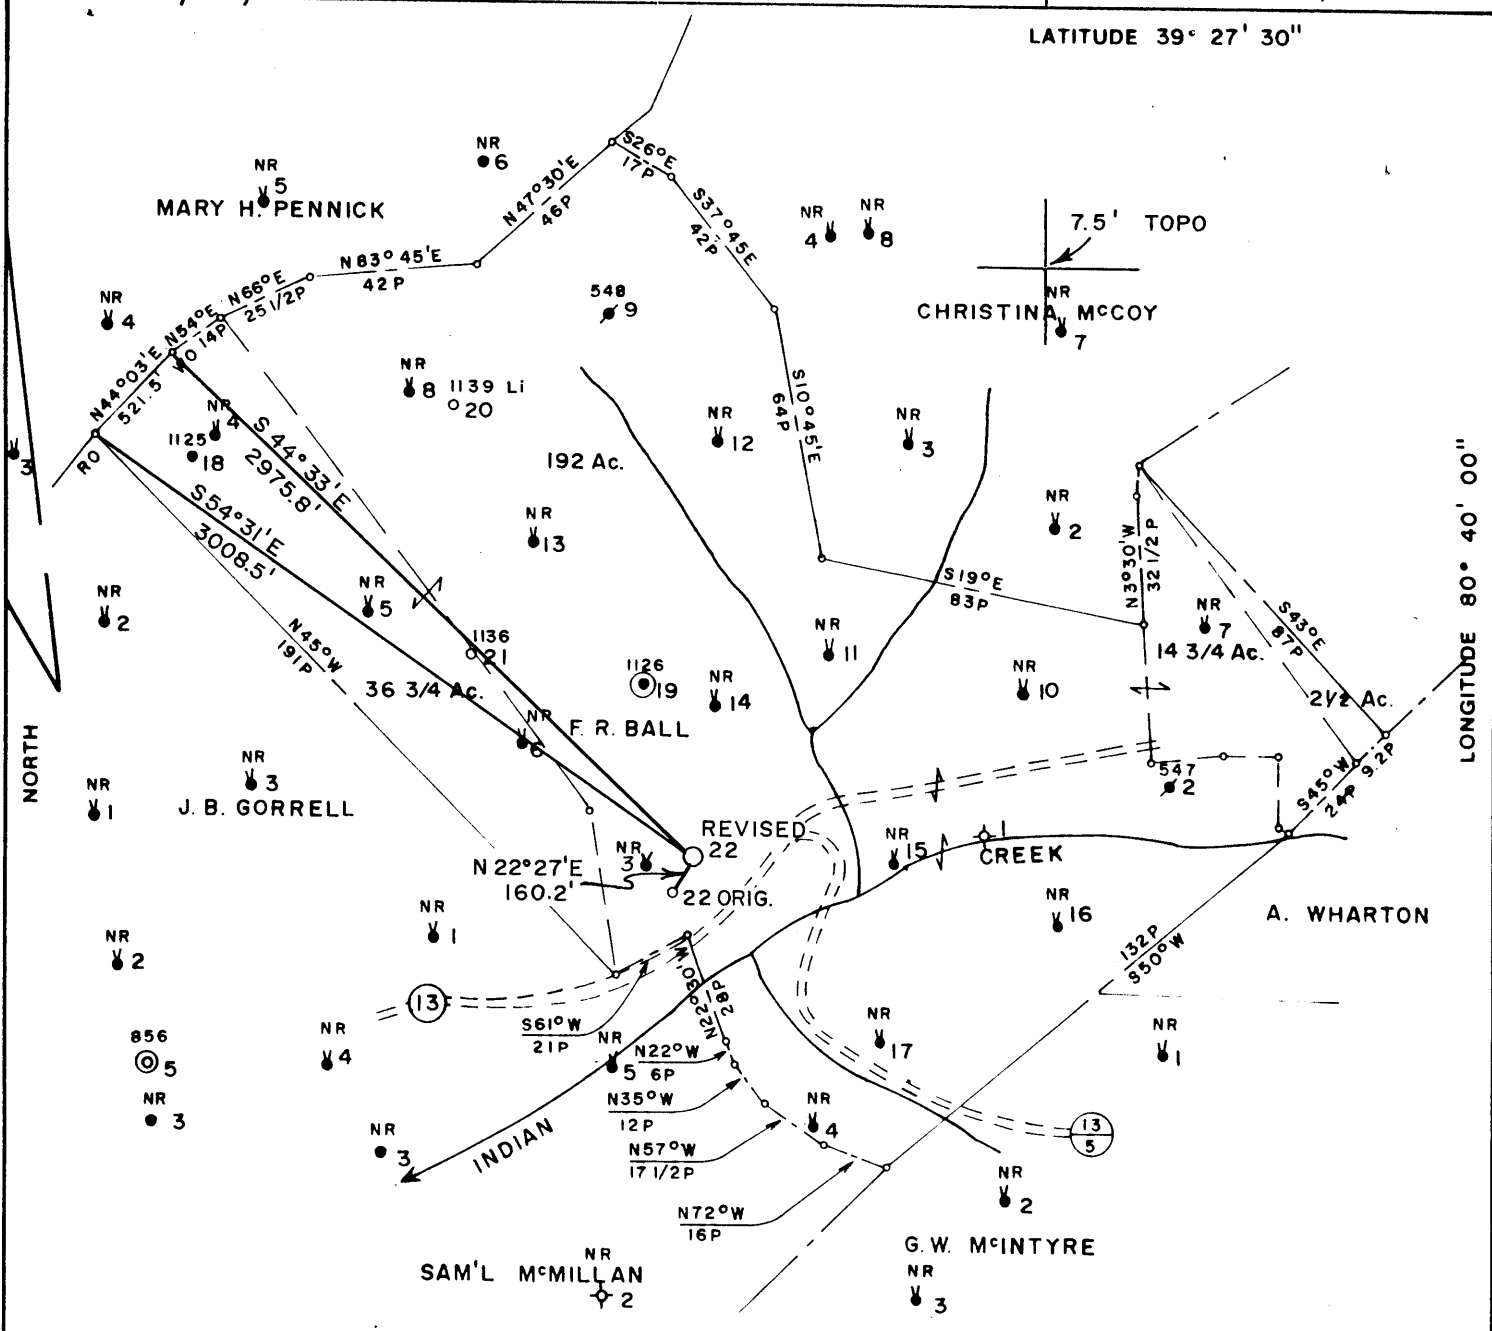 LATITUDE 39° 27' 30"
NR
6
NR
5
MARY H. PENNICK
S26°E
17P
N47°30'E
46P
S37°45E
42P
NR
4
NR
8
7.5' TOPO
N83°45'E
42P
N66°E
25 1/2P
N54°E
14P
NR
4
548
9
NR
CHRISTINA McCOY
7
N44°03'E
521.5'
RO
NR
8
1139 Li
20
S10°45'E
64P
NR
12
NR
3
NR
4
1125
18
3
RO
S 44°33'E
2975.8'
192 Ac.
S54°31'E
3008.5'
NR
13
NR
2
N3°30'W
32 1/2 P
LONGITUDE 80° 40' 00"
S19°E
83P
NR
2
NR
5
N45°W
191P
1136
21
NR
7
S43°E
87P
14 3/4 Ac.
NR
11
1126
19
NR
14
NR
10
2 1/2 Ac.
36 3/4 Ac.
NR
6
F. R. BALL
NORTH
NR
1
NR
3
J. B. GORRELL
547
2
S45°W
24P
9.2P
REVISED
22
NR
3
N 22°27'E
160.2'
22 ORIG.
NR
15
1
CREEK
NR
16
A. WHARTON
NR
1
NR
2
132P
S50°W
N22°30'W
28P
13
S61°W
21P
NR
4
856
5
NR
5
N22°W
6P
NR
17
NR
1
NR
3
N35°W
12P
NR
4
13
5
NR
3
INDIAN
N57°W
17 1/2P
NR
2
N72°W
16P
G.W. McINTYRE
NR
3
NR
SAM'L McMILLAN
2